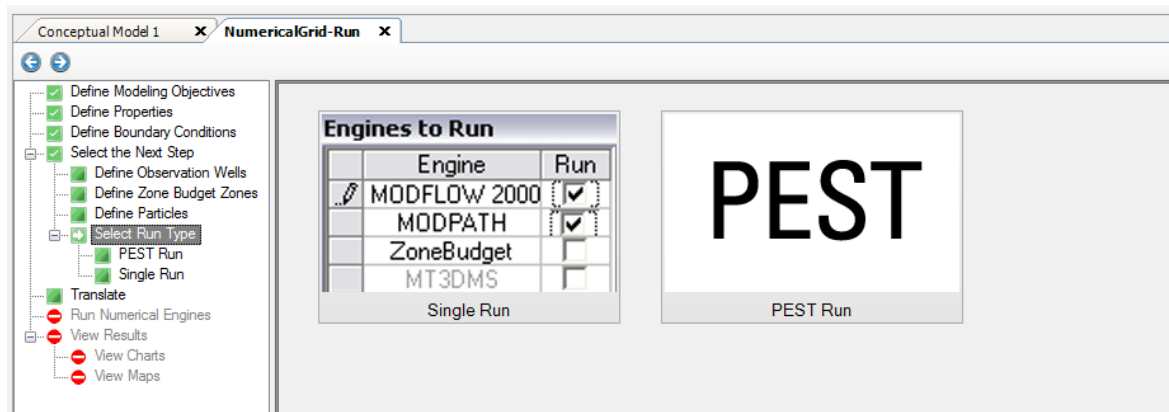 Conceptual Model 1
NumericalGrid-Run
Define Modeling Objectives
Define Properties
Define Boundary Conditions
Select the Next Step
Define Observation Wells
Define Zone Budget Zones
Define Particles
Select Run Type
PEST Run
Single Run
Translate
Run Numerical Engines
View Results
View Charts
View Maps
Engines to Run
Engine Run
MODFLOW 2000
MODPATH
ZoneBudget
MT3DMS
Single Run
PEST
PEST Run